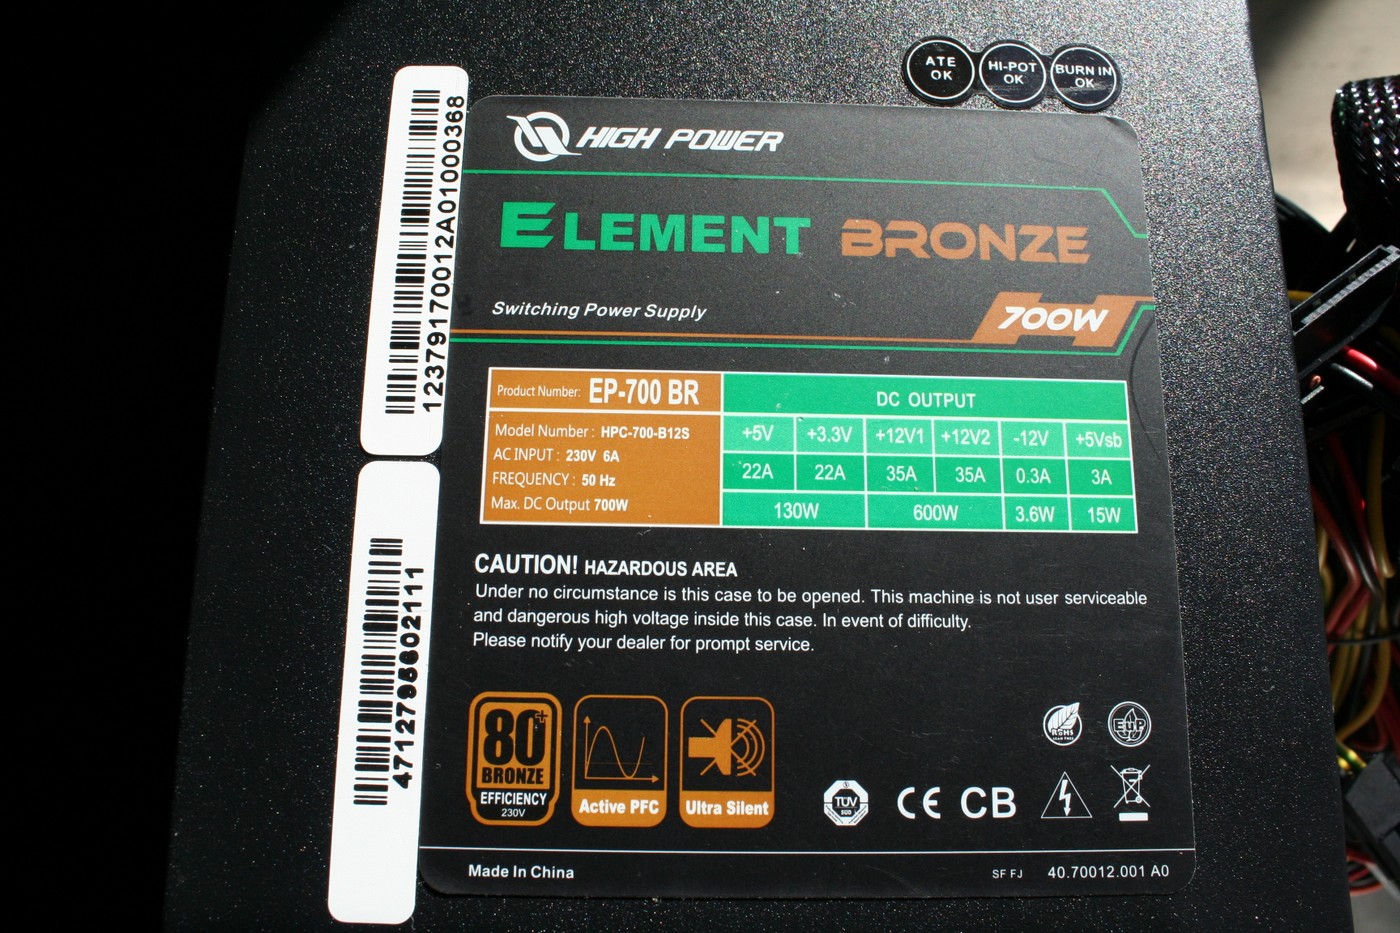 ATE OK
HI-POT OK
BURN IN OK
HIGH POWER
ELEMENT BRONZE
Switching Power Supply
700W
Product Number: EP-700 BR
Model Number : HPC-700-B12S
AC INPUT : 230V 6A
FREQUENCY : 50 Hz
Max. DC Output 700W
DC OUTPUT
+5V +3.3V +12V1 +12V2 -12V +5Vsb
22A 22A 35A 35A 0.3A 3A
130W 600W 3.6W 15W
CAUTION! HAZARDOUS AREA
Under no circumstance is this case to be opened. This machine is not user serviceable
and dangerous high voltage inside this case. In event of difficulty.
Please notify your dealer for prompt service.
80+
BRONZE
EFFICIENCY
230V
Active PFC
Ultra Silent
RoHS
LEAD FREE
EuP
TUV
SUD
CE CB
Made In China
SF FJ 40.70012.001 A0
12379170012A01000368
4712795602111